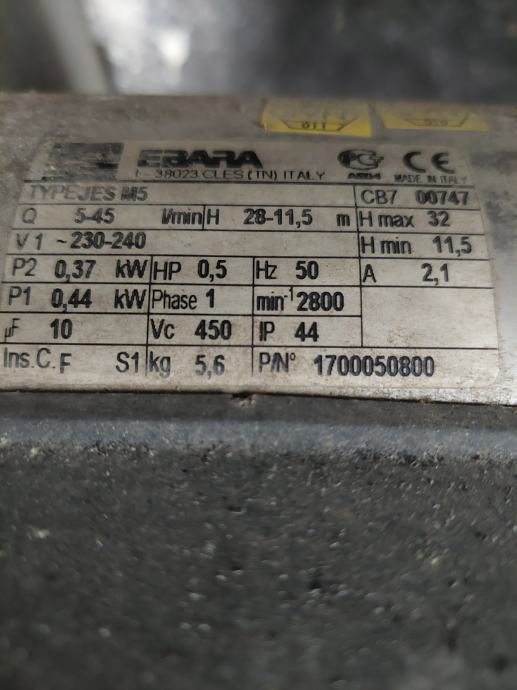 EBARA
I - 38023 CLES (TN) ITALY MADE IN ITALY
TYPE JES M5 CB7 00747
Q 5-45 l/min H 28-11,5 m H max 32
V 1 ~ 230-240 H min 11,5
P2 0,37 kW HP 0,5 Hz 50 A 2,1
P1 0,44 kW Phase 1 min-1 2800
µF 10 Vc 450 IP 44
Ins.C. F S1 kg 5,6 P/N° 1700050800